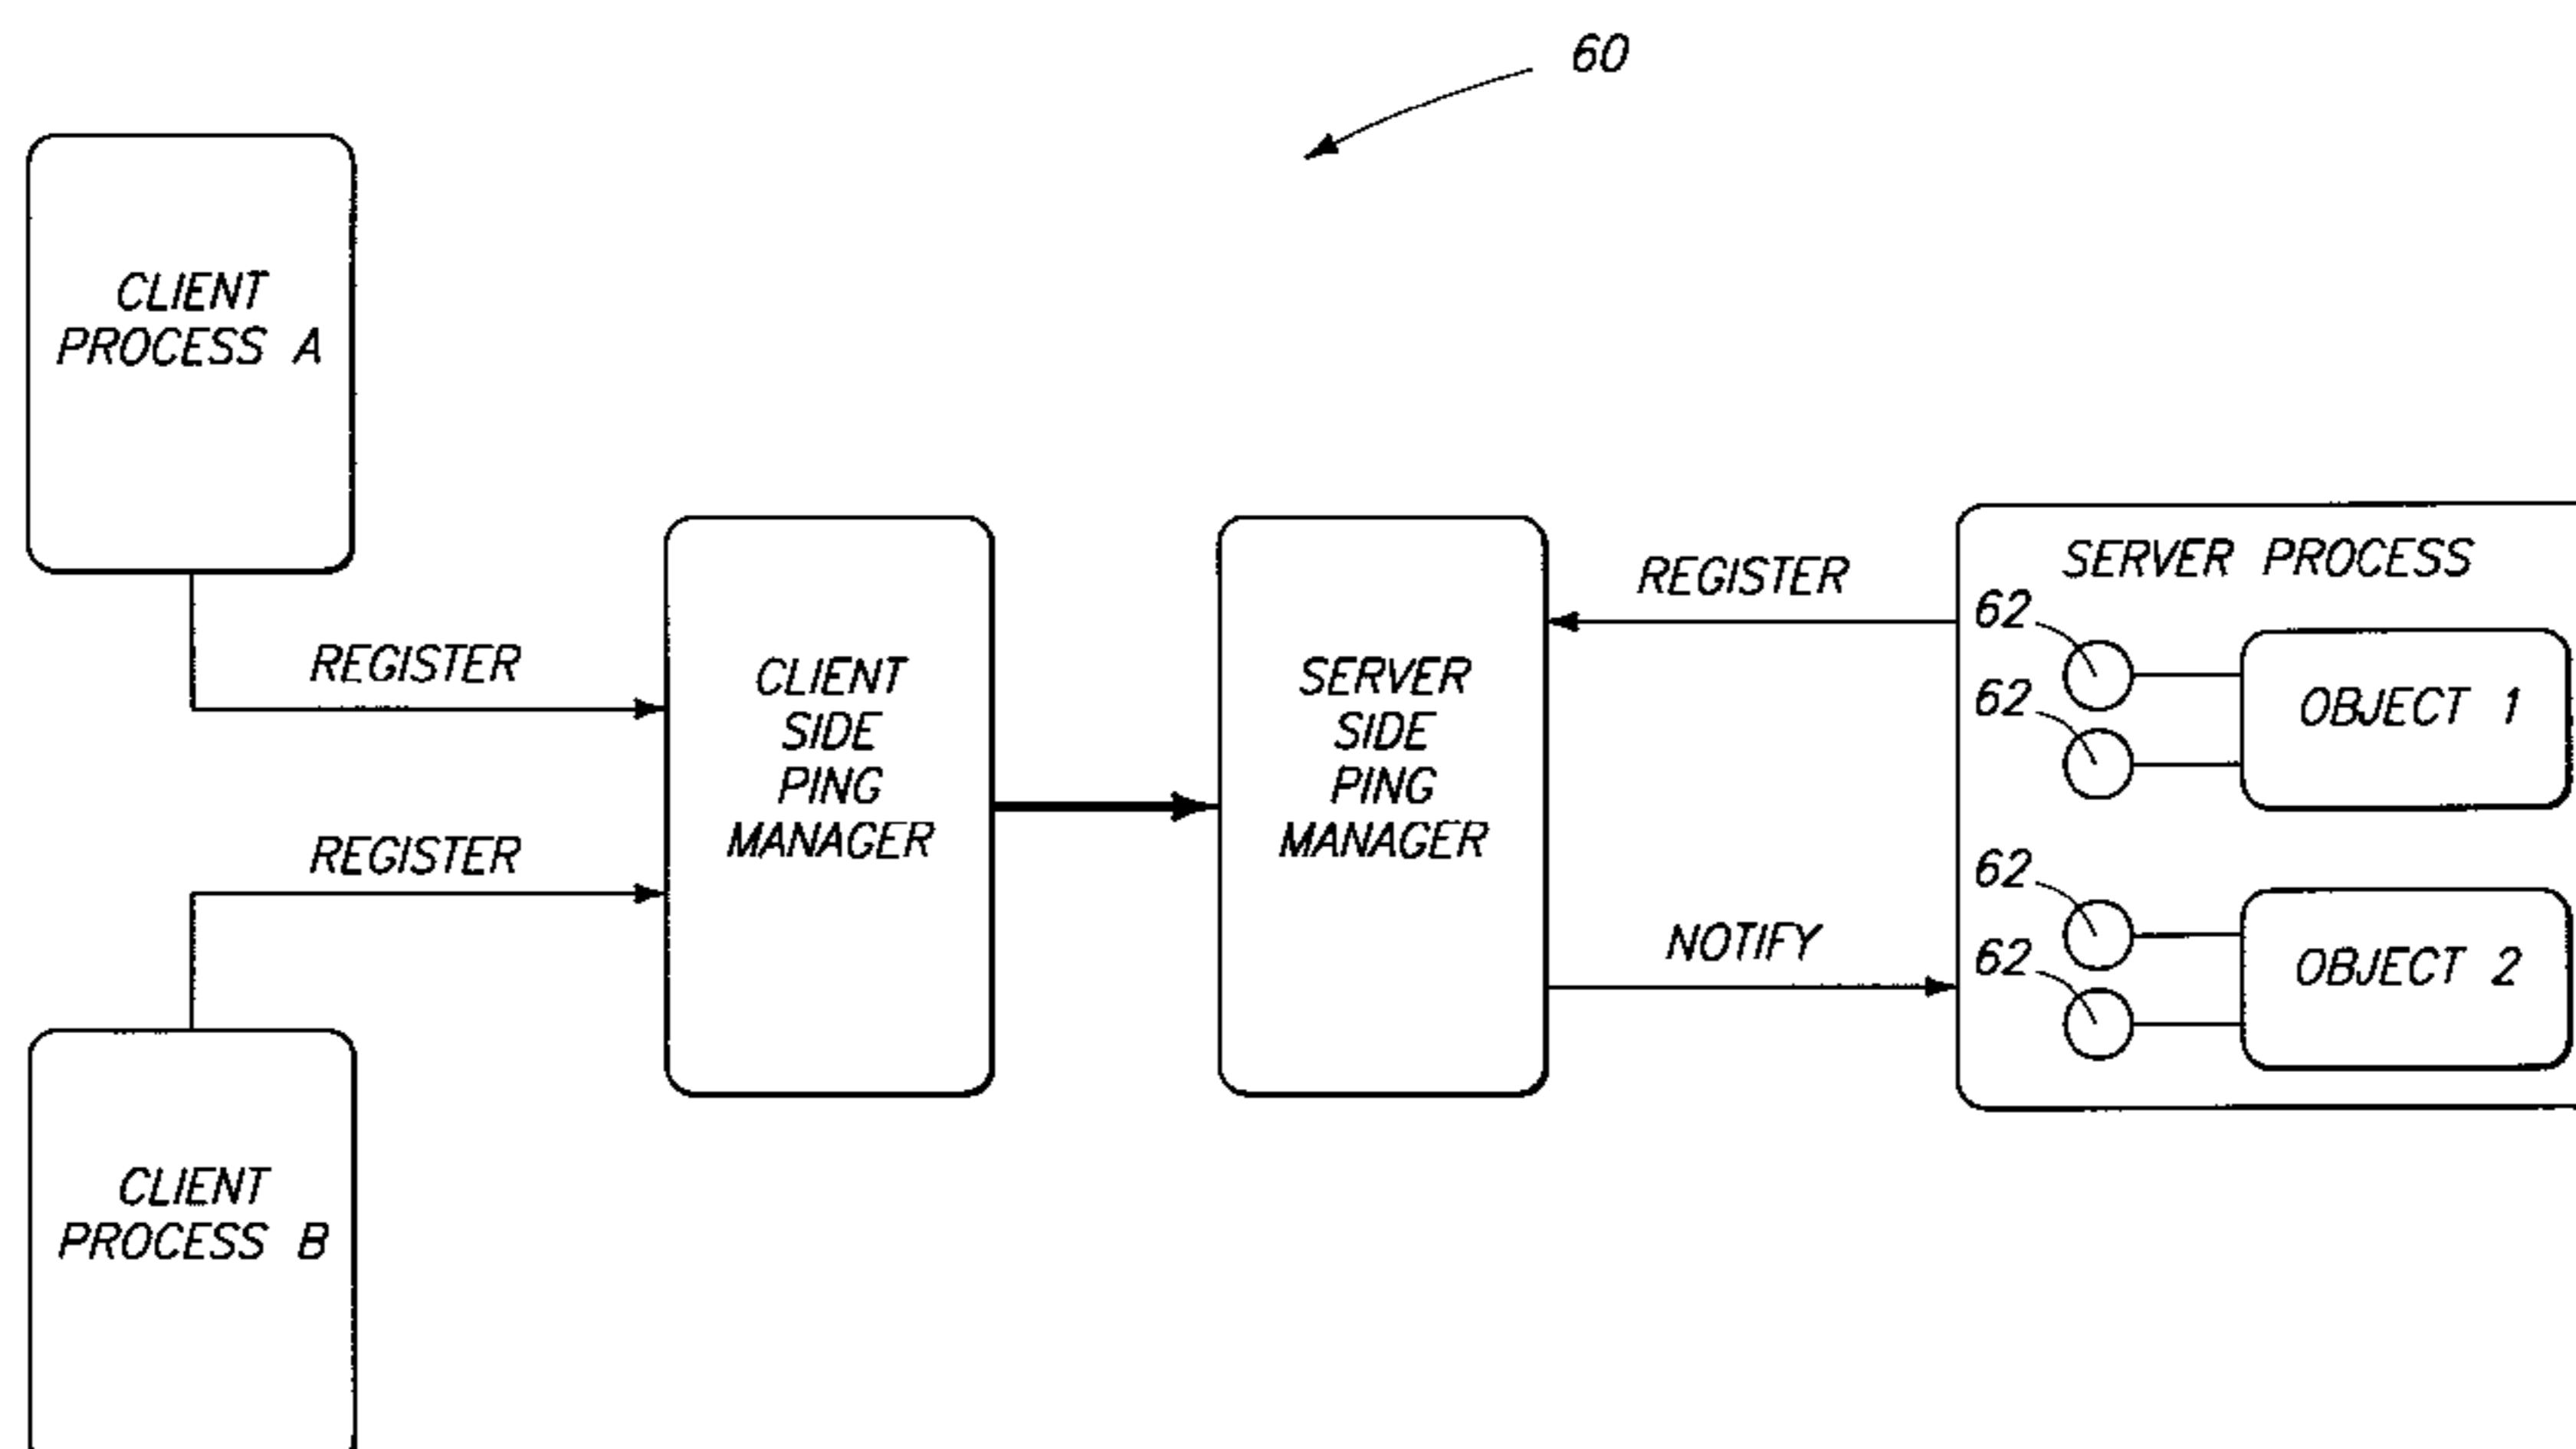 60
CLIENT
PROCESS A
REGISTER
REGISTER
CLIENT
PROCESS B
CLIENT
SIDE
PING
MANAGER
SERVER
SIDE
PING
MANAGER
REGISTER
NOTIFY
SERVER PROCESS
62
62
OBJECT 1
62
62
OBJECT 2